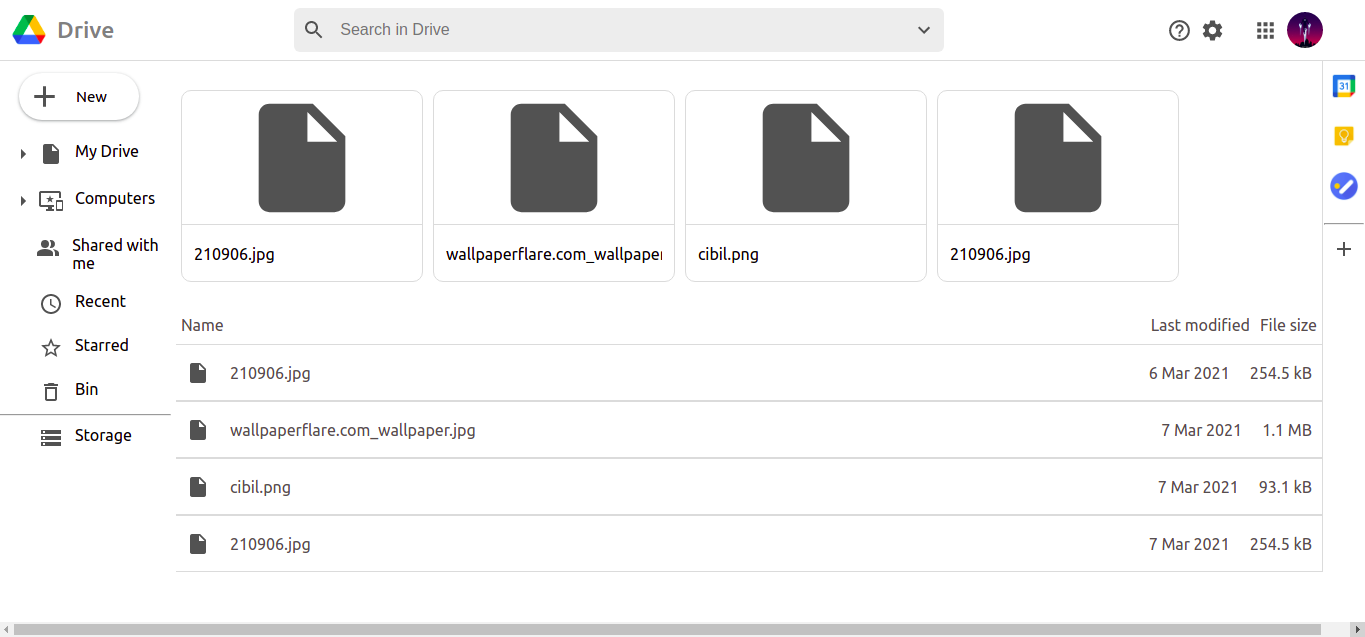 Drive
Search in Drive
New
My Drive
Computers
Shared with
me
Recent
Starred
Bin
Storage
210906.jpg
wallpaperflare.com_wallpaper
cibil.png
210906.jpg
Name Last modified File size
210906.jpg 6 Mar 2021 254.5 kB
wallpaperflare.com_wallpaper.jpg 7 Mar 2021 1.1 MB
cibil.png 7 Mar 2021 93.1 kB
210906.jpg 7 Mar 2021 254.5 kB
31